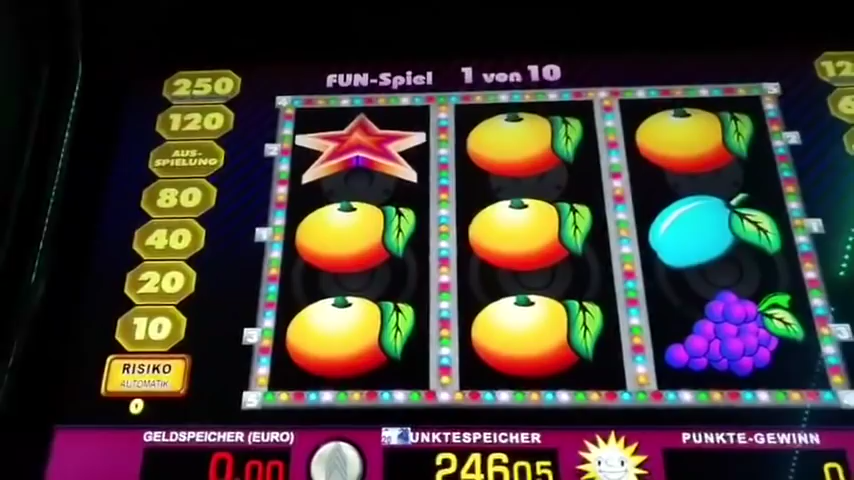 FUN-Spiel 1 von 10
250
120
AUS-
SPIELUNG
80
40
20
10
RISIKO
AUTOMATIK
0
GELDSPEICHER (EURO)
0.00
UNKTESPEICHER
24605
PUNKTE-GEWINN
0